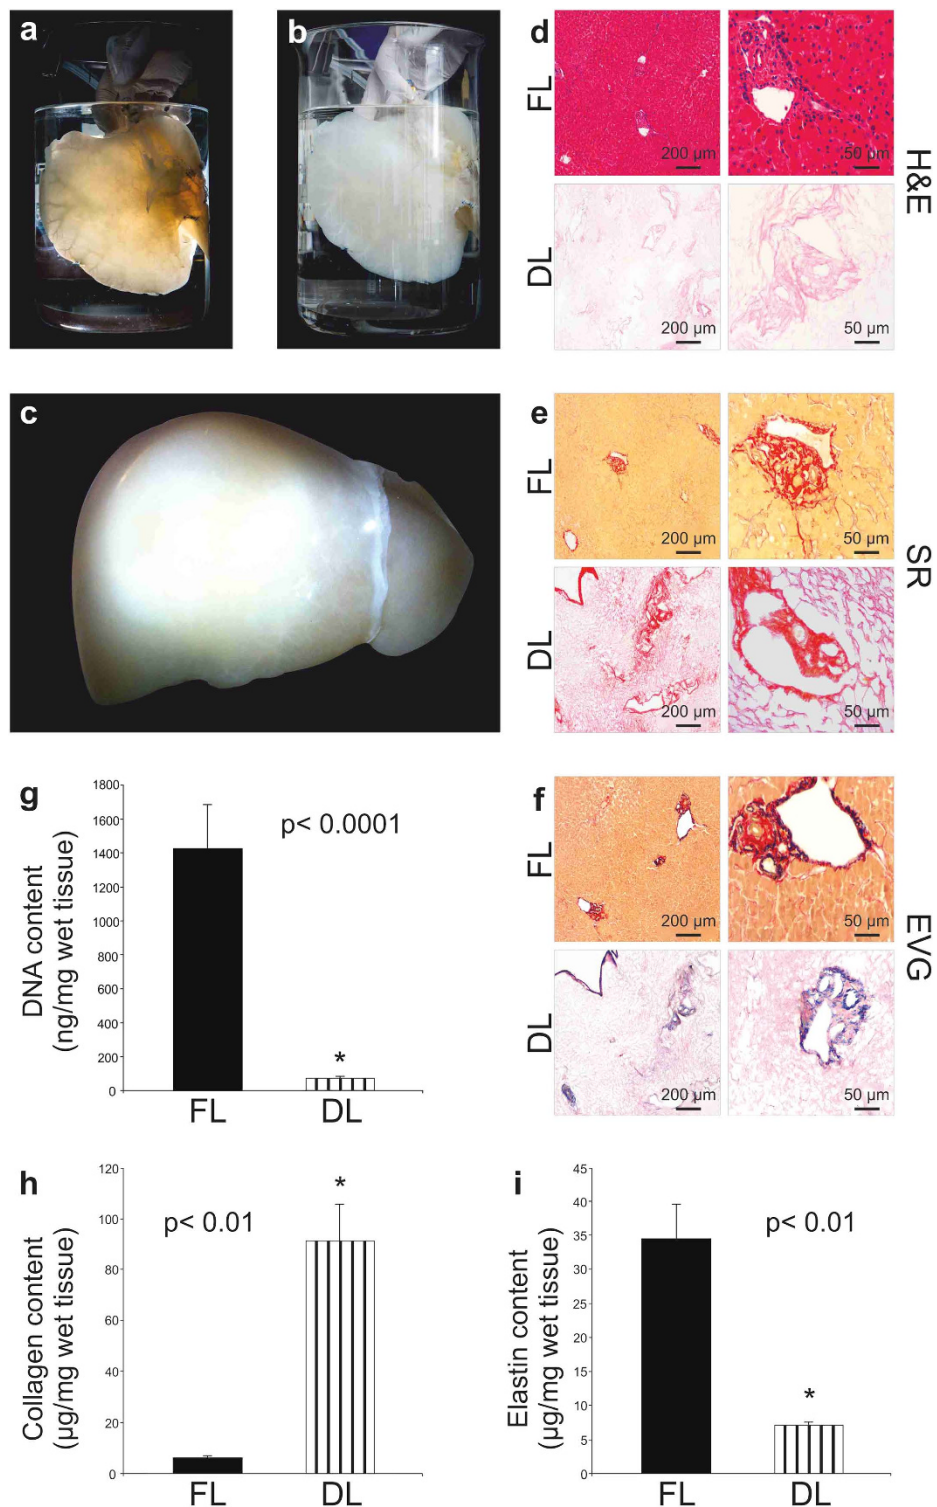 a
b
d
FL
200 µm
50 µm
H&E
DL
200 µm
50 µm
c
e
FL
200 µm
50 µm
SR
DL
200 µm
50 µm
g
1800
1600
1400
1200
1000
800
600
400
200
0
DNA content
(ng/mg wet tissue)
p< 0.0001
*
FL
DL
f
FL
200 µm
50 µm
EVG
DL
200 µm
50 µm
h
120
100
80
60
40
20
0
Collagen content
(µg/mg wet tissue)
p< 0.01
*
FL
DL
i
45
40
35
30
25
20
15
10
5
0
Elastin content
(µg/mg wet tissue)
p< 0.01
*
FL
DL